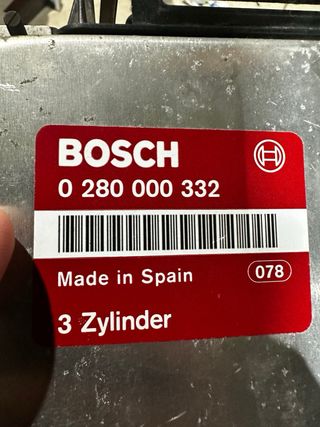 BOSCH
0 280 000 332
Made in Spain 078
3 Zylinder